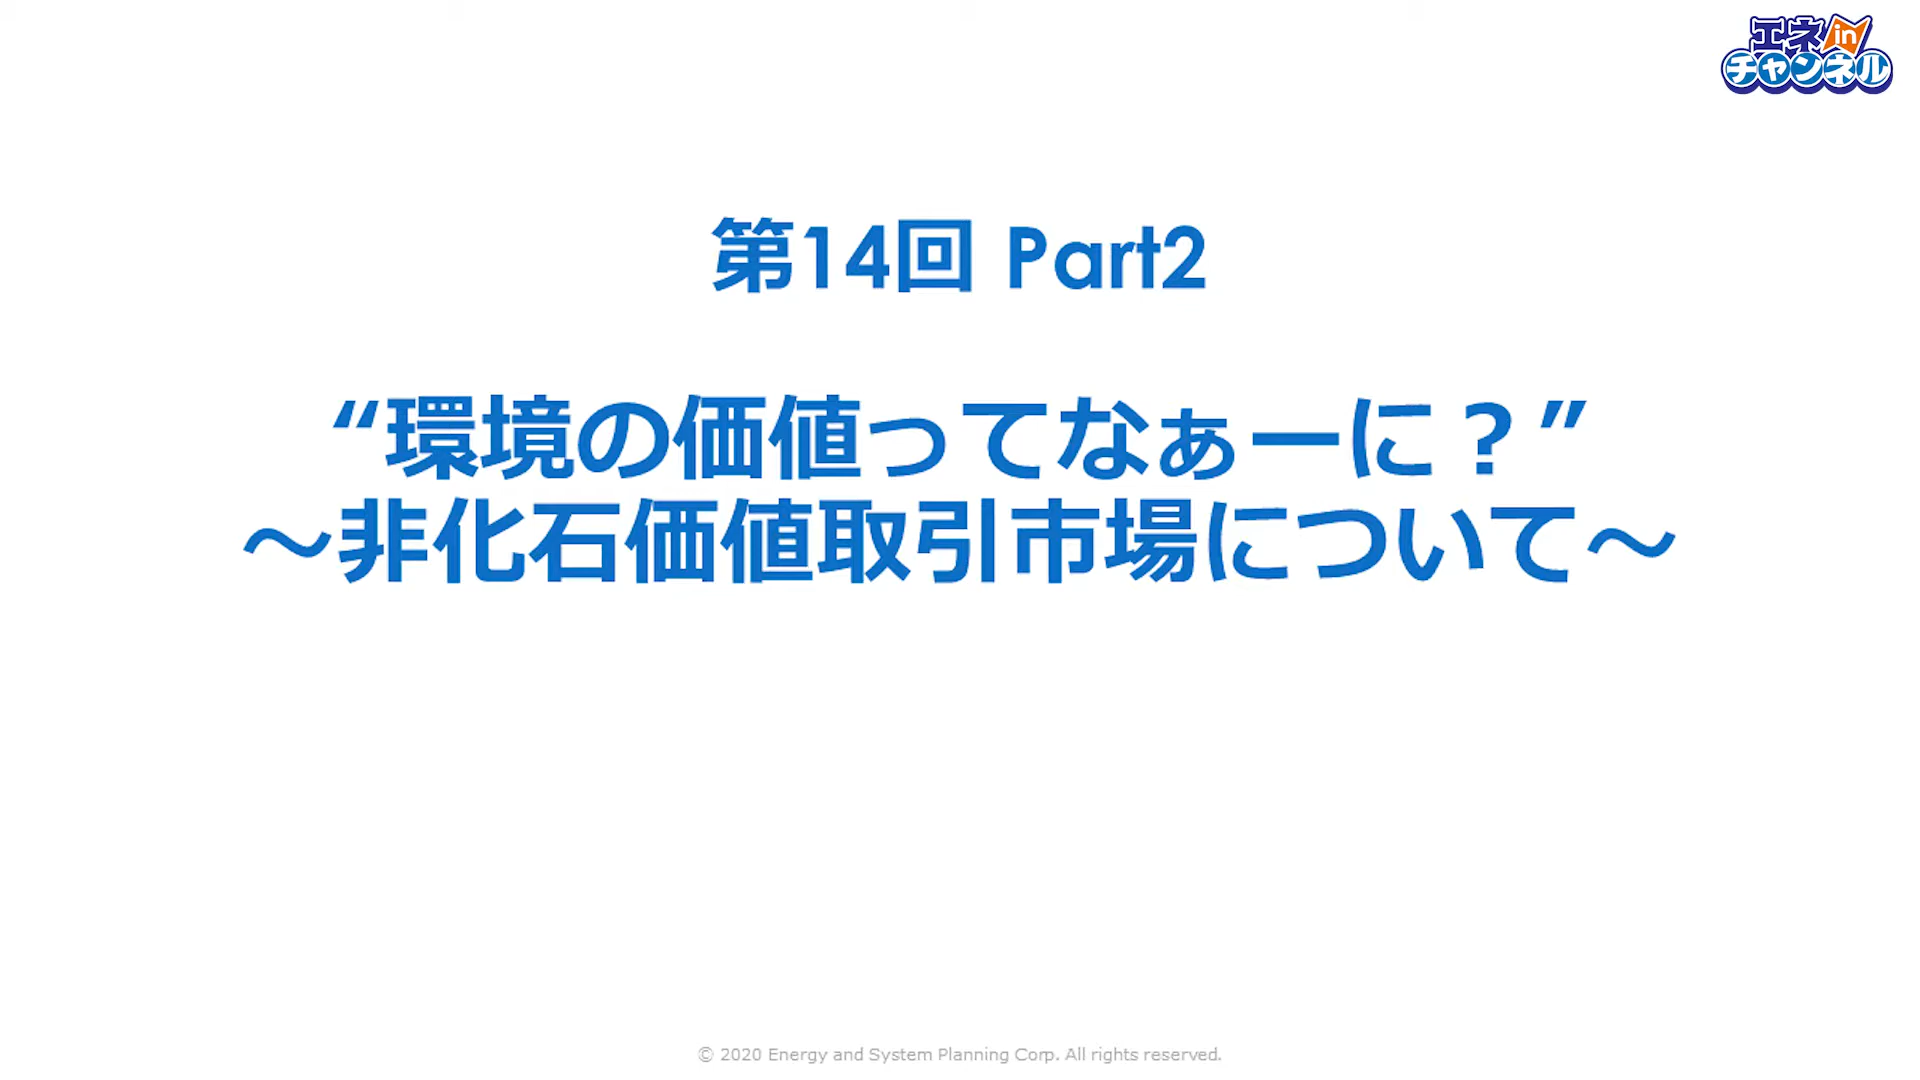 エネin
チャンネル
第14回 Part2
“環境の価値ってなぁーに？”
～非化石価値取引市場について～
© 2020 Energy and System Planning Corp. All rights reserved.